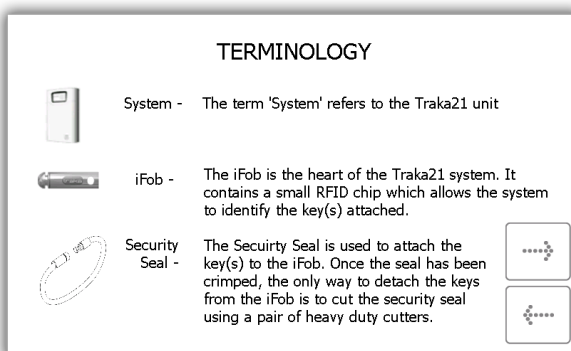 TERMINOLOGY
System - The term 'System' refers to the Traka21 unit
iFob - The iFob is the heart of the Traka21 system. It
contains a small RFID chip which allows the system
to identify the key(s) attached.
Security Seal - The Secuirty Seal is used to attach the
key(s) to the iFob. Once the seal has been
crimped, the only way to detach the keys
from the iFob is to cut the security seal
using a pair of heavy duty cutters.